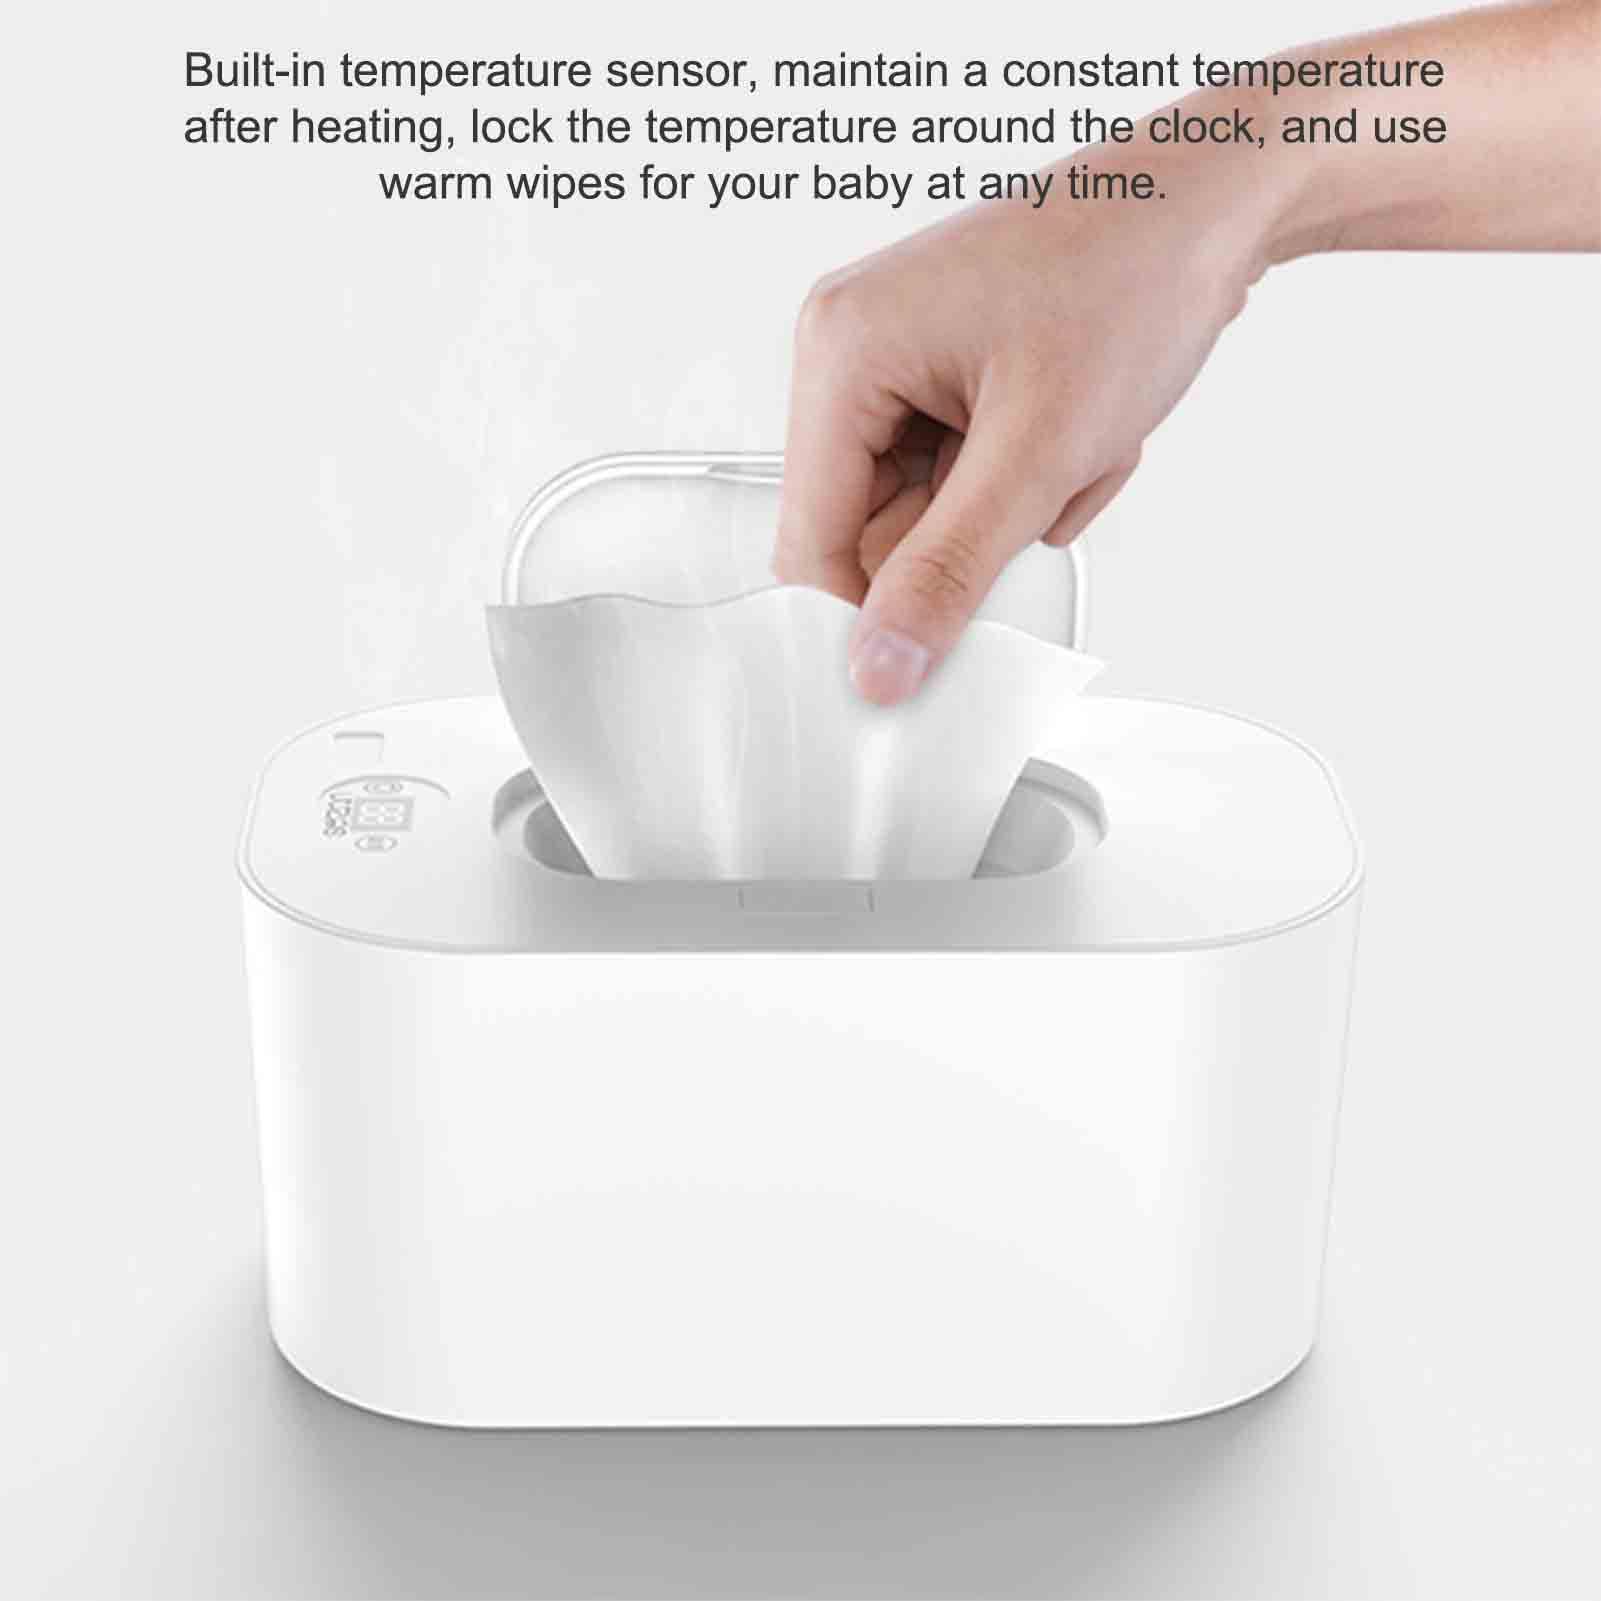 Built-in temperature sensor, maintain a constant temperature
after heating, lock the temperature around the clock, and use
warm wipes for your baby at any time.